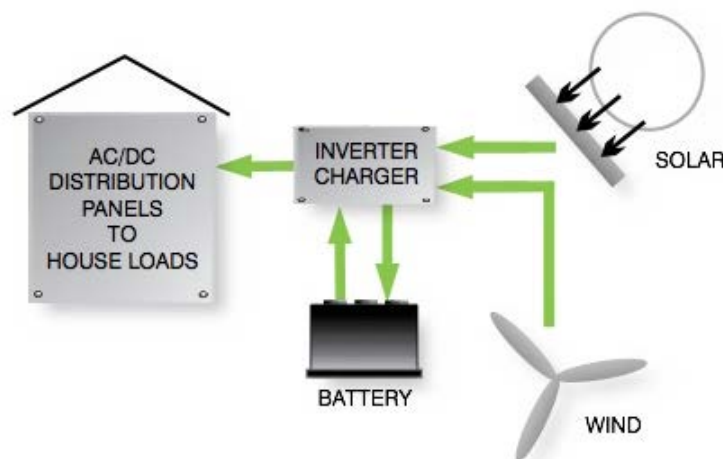 AC/DC
DISTRIBUTION
PANELS
TO
HOUSE LOADS
INVERTER
CHARGER
SOLAR
BATTERY
WIND